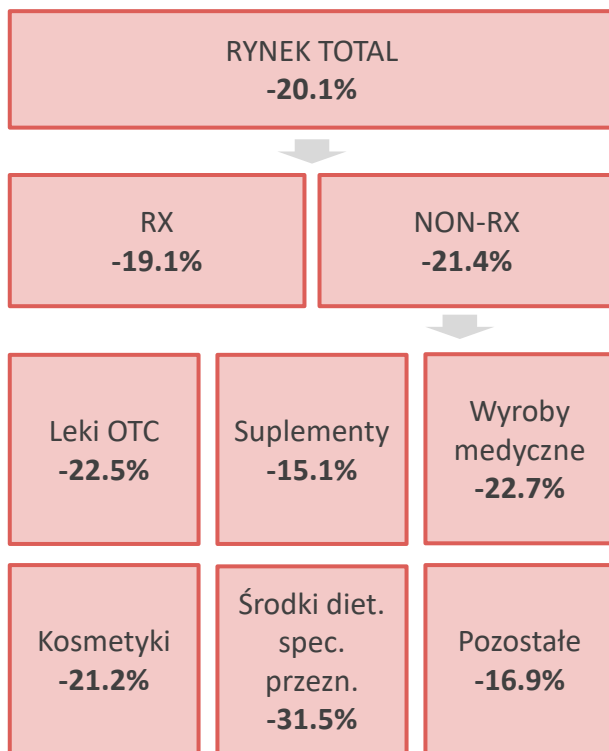 RYNEK TOTAL
-20.1%
RX
-19.1%
NON-RX
-21.4%
Leki OTC
-22.5%
Suplementy
-15.1%
Wyroby
medyczne
-22.7%
Kosmetyki
-21.2%
Środki diet.
spec.
przezn.
-31.5%
Pozostałe
-16.9%